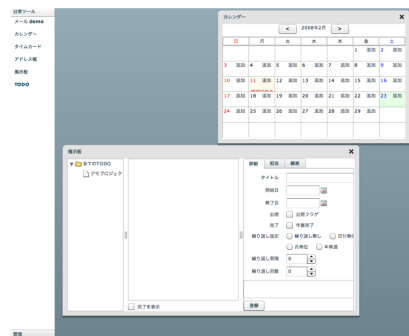 日常ツール
メール demo
カレンダー
タイムカード
アドレス帳
掲示板
TODO
管理
カレンダー
< 2008年2月 >
日 月 火 水 木 金 土
1 追加 2 追加
3 追加 4 追加 5 追加 6 追加 7 追加 8 追加 9 追加
10 追加 11 追加 12 追加 13 追加 14 追加 15 追加 16 追加
17 追加 18 追加 19 追加 20 追加 21 追加 22 追加 23 追加
24 追加 25 追加 26 追加 27 追加 28 追加 29 追加
掲示板
全てのTODO
デモプロジェク
完了を表示
詳細 担当 最新
タイトル
開始日
終了日
公開 公開フラグ
完了 作業完了
繰り返し設定 繰り返し無し 日付単位
月単位 年単位
繰り返し間隔 0
繰り返し回数 0
登録